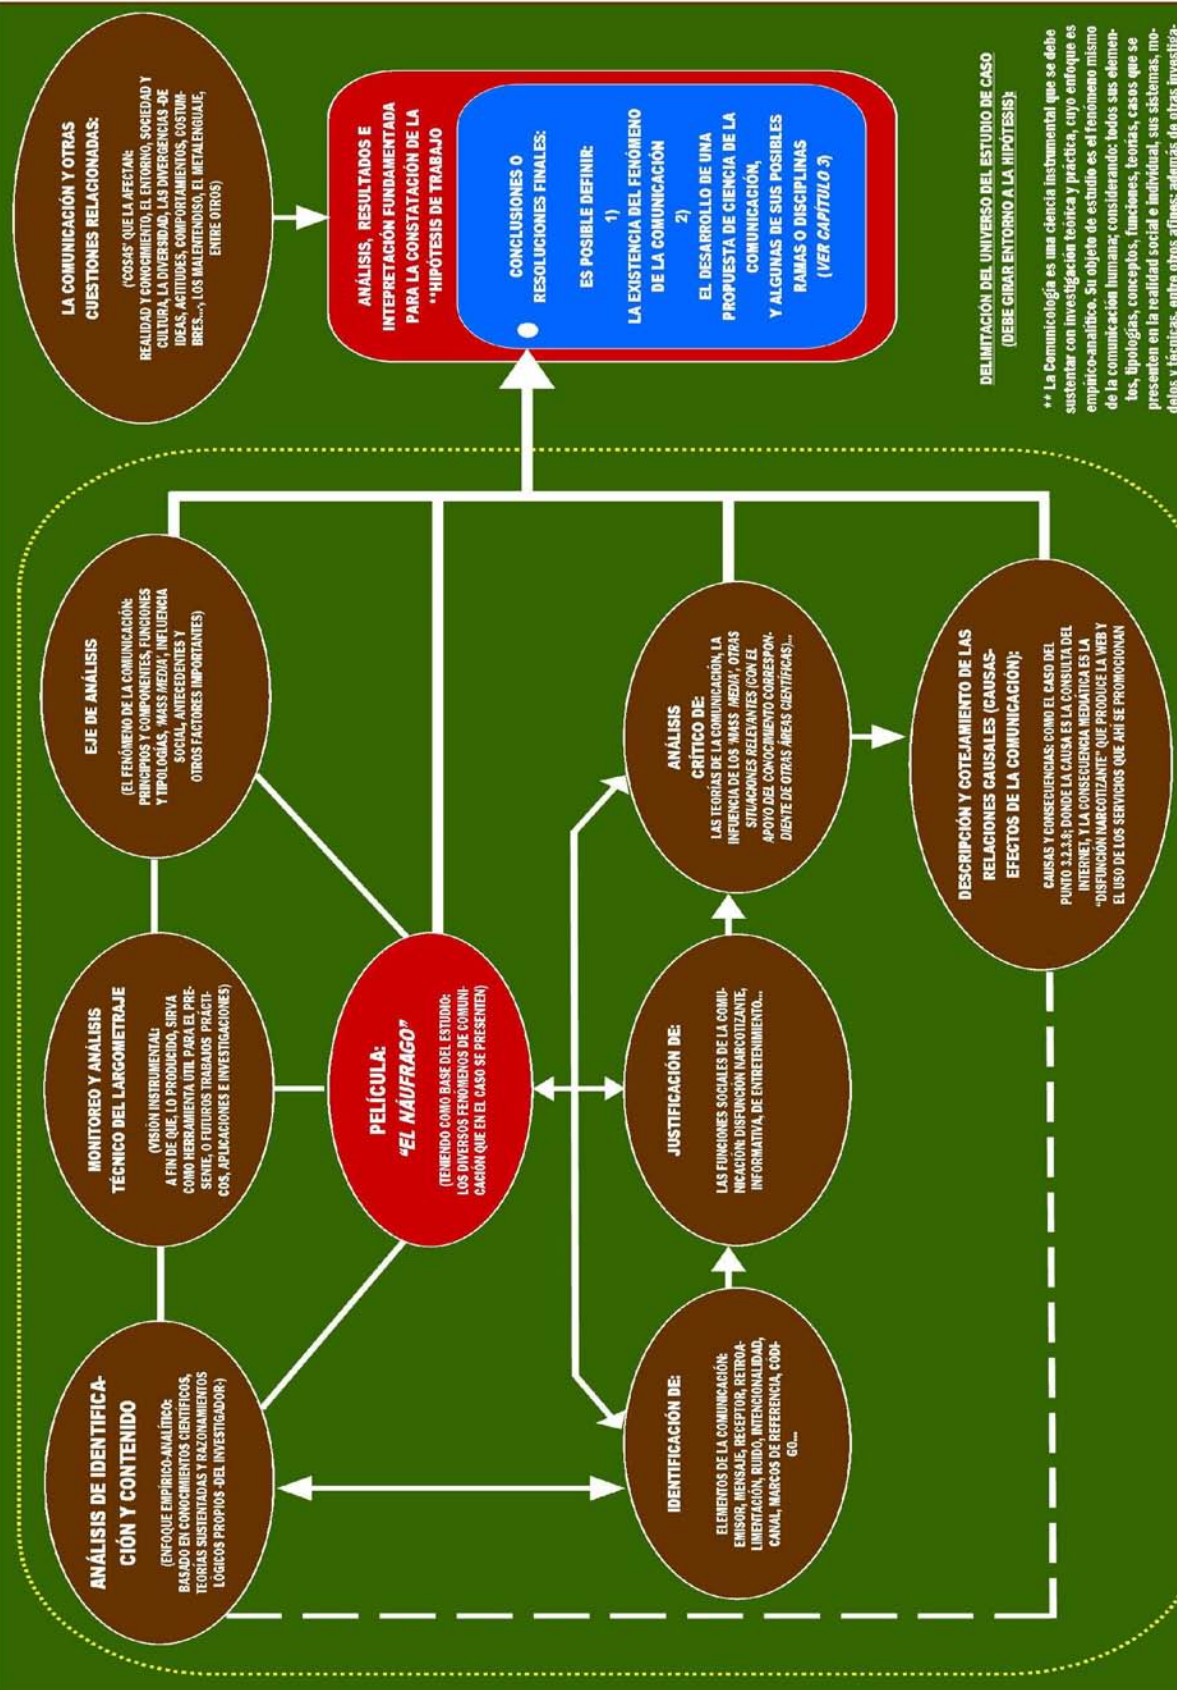 ANÁLISIS DE IDENTIFICA-
CIÓN Y CONTENIDO
(ENFOQUE EMPÍRICO-ANALÍTICO:
BASADO EN CONOCIMIENTOS CIENTÍFICOS,
TEORÍAS SUSTENTADAS Y RAZONAMIENTOS
LÓGICOS PROPIOS -DEL INVESTIGADOR-)
MONITOREO Y ANÁLISIS
TÉCNICO DEL LARGOMETRAJE
(VISIÓN INSTRUMENTAL:
A FIN DE QUE, LO PRODUCIDO, SIRVA
COMO HERRAMIENTA UTIL PARA EL PRE-
SENTE, O FUTUROS TRABAJOS PRÁCTI-
COS, APLICACIONES E INVESTIGACIONES)
EJE DE ANÁLISIS
(EL FENÓMENO DE LA COMUNICACIÓN:
PRINCIPIOS Y COMPONENTES, FUNCIONES
Y TIPOLOGÍAS, 'MASS MEDIA', INFLUENCIA
SOCIAL, ANTECEDENTES Y
OTROS FACTORES IMPORTANTES)
LA COMUNICACIÓN Y OTRAS
CUESTIONES RELACIONADAS:
('COSAS' QUE LA AFECTAN:
REALIDAD Y CONOCIMIENTO, EL ENTORNO, SOCIEDAD Y
CULTURA, LA DIVERSIDAD, LAS DIVERGENCIAS -DE
IDEAS, ACTITUDES, COMPORTAMIENTOS, COSTUM-
BRES...-, LOS MALENTENDISO, EL METALENGUAJE,
ENTRE OTROS)
PELÍCULA:
"EL NÁUFRAGO"
(TENIENDO COMO BASE DEL ESTUDIO:
LOS DIVERSOS FENÓMENOS DE COMUNI-
CACIÓN QUE EN EL CASO SE PRESENTEN)
ANÁLISIS, RESULTADOS E
INTEPRETACIÓN FUNDAMENTADA
PARA LA CONSTATACIÓN DE LA
**HIPÓTESIS DE TRABAJO
CONCLUSIONES O
RESOLUCIONES FINALES:
ES POSIBLE DEFINIR:
1)
LA EXISTENCIA DEL FENÓMENO
DE LA COMUNICACIÓN
2)
EL DESARROLLO DE UNA
PROPUESTA DE CIENCIA DE LA
COMUNICACIÓN,
Y ALGUNAS DE SUS POSIBLES
RAMAS O DISCIPLINAS
(VER CAPÍTULO 3)
IDENTIFICACIÓN DE:
ELEMENTOS DE LA COMUNICACIÓN:
EMISOR, MENSAJE, RECEPTOR, RETROA-
LIMENTACIÓN, RUIDO, INTENCIONALIDAD,
CANAL, MARCOS DE REFERENCIA, CÓDI-
GO...
JUSTIFICACIÓN DE:
LAS FUNCIONES SOCIALES DE LA COMU-
NICACIÓN: DISFUNCIÓN NARCOTIZANTE,
INFORMATIVA, DE ENTRETENIMIENTO...
ANÁLISIS
CRÍTICO DE:
LAS TEORÍAS DE LA COMUNICACIÓN, LA
INFUENCIA DE LOS 'MASS MEDIA', OTRAS
SITUACIONES RELEVANTES (CON EL
APOYO DEL CONOCIMIENTO CORRESPON-
DIENTE DE OTRAS ÁREAS CIENTÍFICAS)...
DESCRIPCIÓN Y COTEJAMIENTO DE LAS
RELACIONES CAUSALES (CAUSAS-
EFECTOS DE LA COMUNICACIÓN):
CAUSAS Y CONSECUENCIAS: COMO EL CASO DEL
PUNTO 3.2.3.8; DONDE LA CAUSA ES LA CONSULTA DEL
INTERNET, Y LA CONSECUENCIA MEDIÁTICA ES LA
"DISFUNCIÓN NARCOTIZANTE" QUE PRODUCE LA WEB Y
EL USO DE LOS SERVICIOS QUE AHÍ SE PROMOCIONAN
DELIMITACIÓN DEL UNIVERSO DEL ESTUDIO DE CASO
(DEBE GIRAR ENTORNO A LA HIPÓTESIS):
** La Comunicología es una ciencia instrumental que se debe
sustentar con investigación teórica y práctica, cuyo enfoque es
empírico-analítico. Su objeto de estudio es el fenómeno mismo
de la comunicación humana; considerando: todos sus elemen-
tos, tipologías, conceptos, funciones, teorías, casos que se
presenten en la realidad social e individual, sus sistemas, mo-
delos y técnicas, entre otros afines; además de otras investiga-